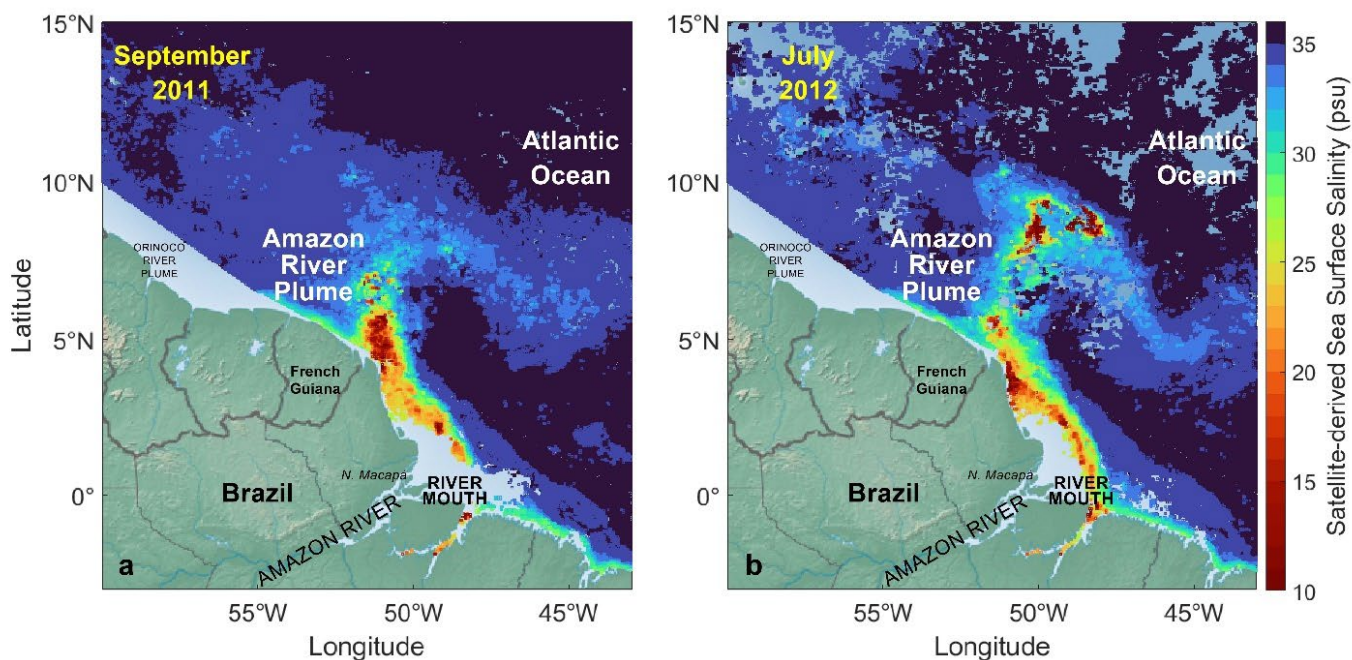 15°N
10°N
5°N
0°
Latitude
September
2011
Atlantic
Ocean
Amazon
River
Plume
ORINOCO
RIVER
PLUME
French
Guiana
N. Macapá
Brazil
RIVER
MOUTH
AMAZON RIVER
a
55°W
50°W
45°W
Longitude
15°N
10°N
5°N
0°
July
2012
Atlantic
Ocean
Amazon
River
Plume
ORINOCO
RIVER
PLUME
French
Guiana
N. Macapá
Brazil
RIVER
MOUTH
AMAZON RIVER
b
55°W
50°W
45°W
Longitude
35
30
25
20
15
10
Satellite-derived Sea Surface Salinity (psu)